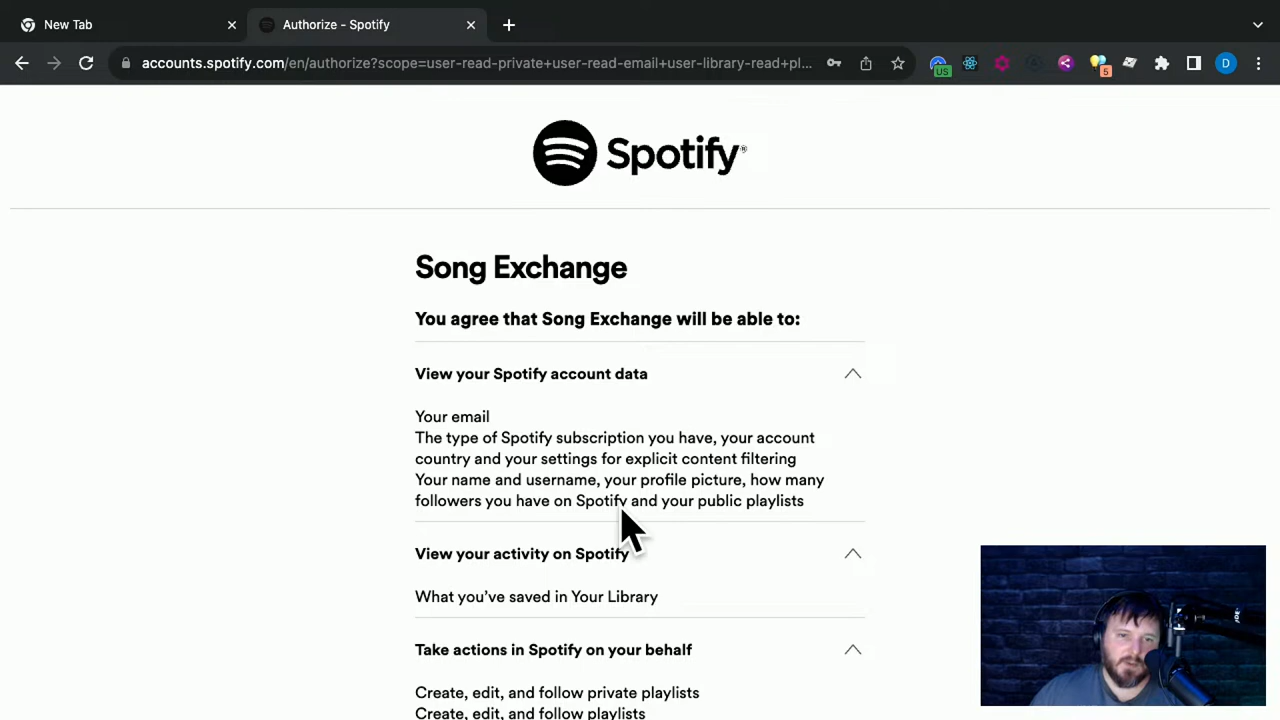 New Tab
Authorize - Spotify
accounts.spotify.com/en/authorize?scope=user-read-private+user-read-email+user-library-read+pl...
US
5
D
Spotify®
Song Exchange
You agree that Song Exchange will be able to:
View your Spotify account data
Your email
The type of Spotify subscription you have, your account
country and your settings for explicit content filtering
Your name and username, your profile picture, how many
followers you have on Spotify and your public playlists
View your activity on Spotify
What you’ve saved in Your Library
Take actions in Spotify on your behalf
Create, edit, and follow private playlists
Create, edit, and follow playlists